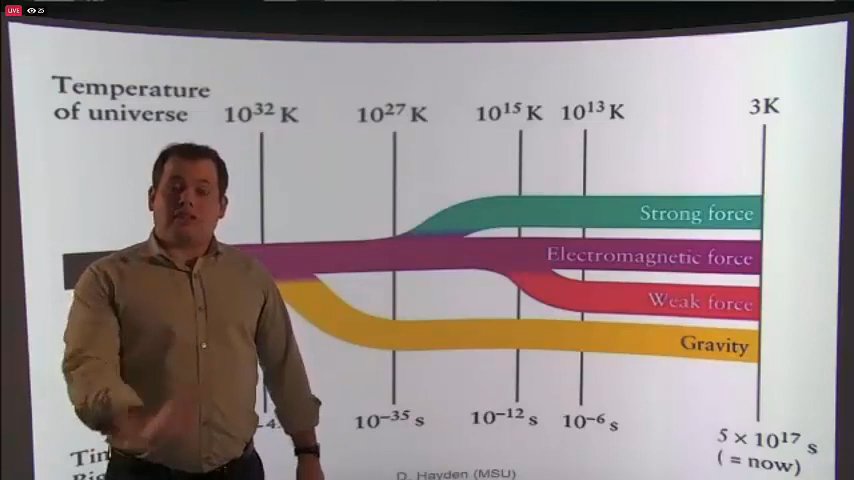 LIVE 25
Temperature
of universe
10³² K
10²⁷ K
10¹⁵ K
10¹³ K
3K
Strong force
Electromagnetic force
Weak force
Gravity
10⁻³⁵ s
10⁻¹² s
10⁻⁶ s
5 × 10¹⁷ s
( = now)
D. Hayden (MSU)